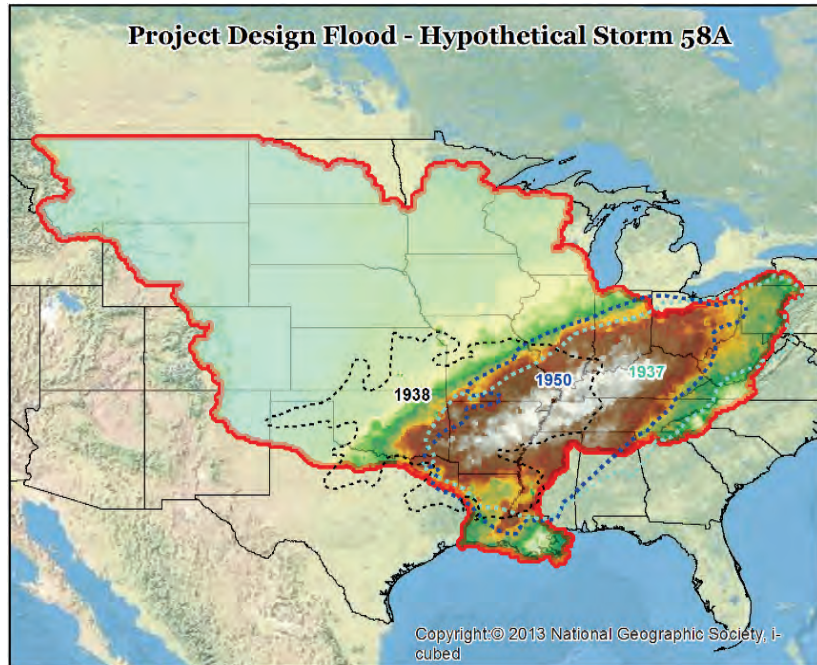 Project Design Flood - Hypothetical Storm 58A
1938
1950
1937
Copyright:© 2013 National Geographic Society, i-
cubed